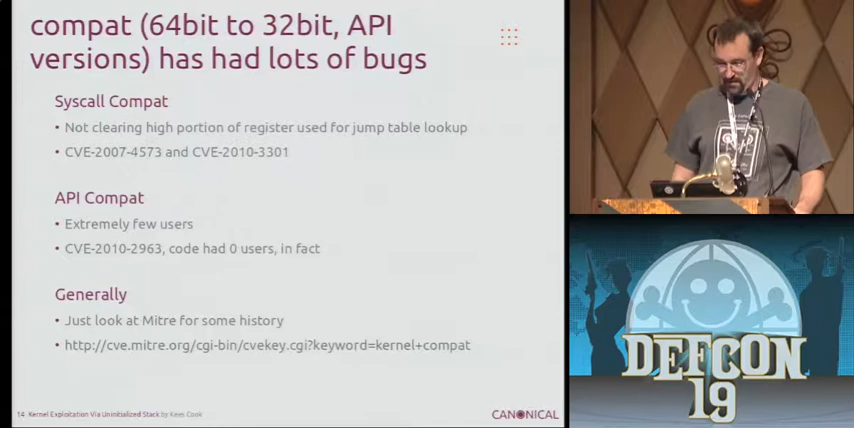 compat (64bit to 32bit, API
versions) has had lots of bugs
Syscall Compat
• Not clearing high portion of register used for jump table lookup
• CVE-2007-4573 and CVE-2010-3301
API Compat
• Extremely few users
• CVE-2010-2963, code had 0 users, in fact
Generally
• Just look at Mitre for some history
• http://cve.mitre.org/cgi-bin/cvekey.cgi?keyword=kernel+compat
14 Kernel Exploitation Via Uninitialized Stack by Kees Cook
CANONICAL
DEFCON
19